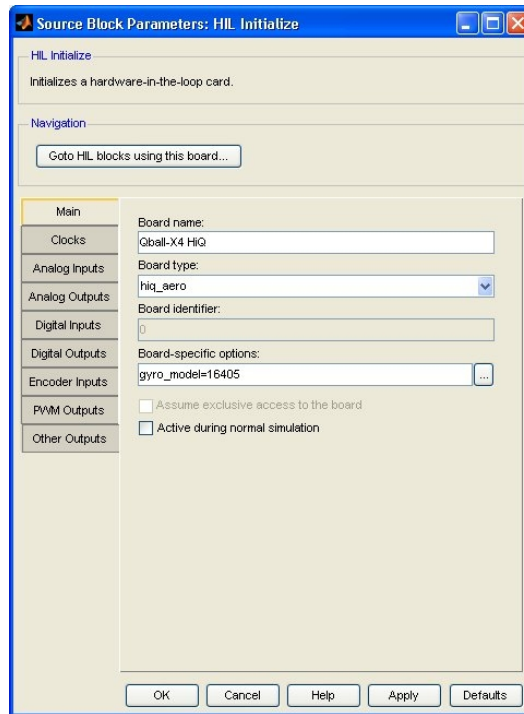 Source Block Parameters: HIL Initialize
HIL Initialize
Initializes a hardware-in-the-loop card.
Navigation
Goto HIL blocks using this board...
Main
Clocks
Analog Inputs
Analog Outputs
Digital Inputs
Digital Outputs
Encoder Inputs
PWM Outputs
Other Outputs
Board name:
Qball-X4 HiQ
Board type:
hiq_aero
Board identifier:
0
Board-specific options:
gyro_model=16405
...
Assume exclusive access to the board
Active during normal simulation
OK Cancel Help Apply Defaults